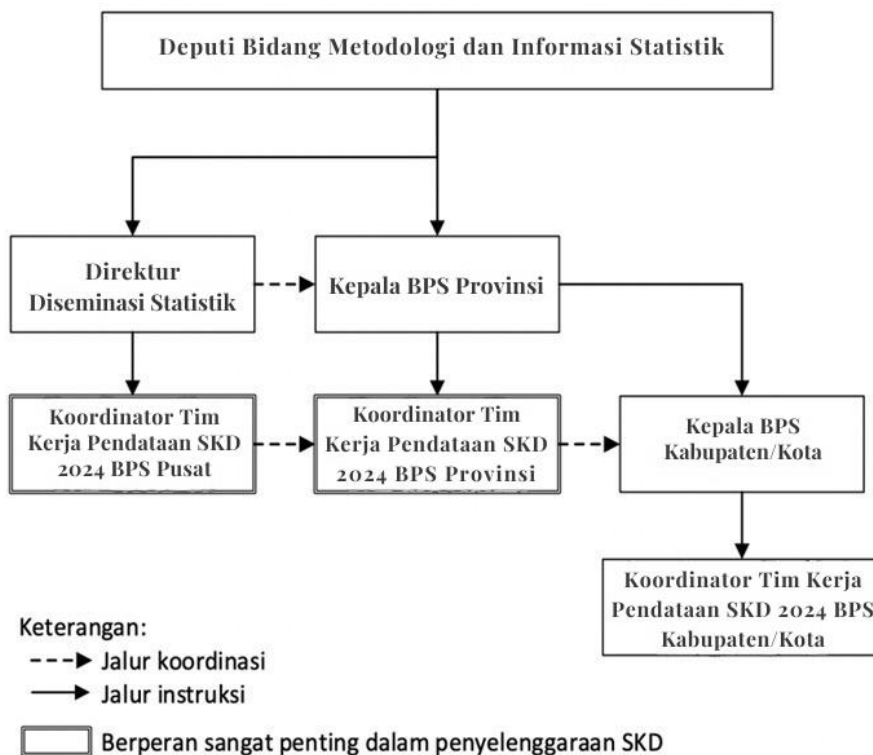 Deputi Bidang Metodologi dan Informasi Statistik
Direktur
Diseminasi Statistik
Kepala BPS Provinsi
Koordinator Tim
Kerja Pendataan SKD
2024 BPS Pusat
Koordinator Tim
Kerja Pendataan SKD
2024 BPS Provinsi
Kepala BPS
Kabupaten/Kota
Koordinator Tim Kerja
Pendataan SKD 2024 BPS
Kabupaten/Kota
Keterangan:
Jalur koordinasi
Jalur instruksi
Berperan sangat penting dalam penyelenggaraan SKD